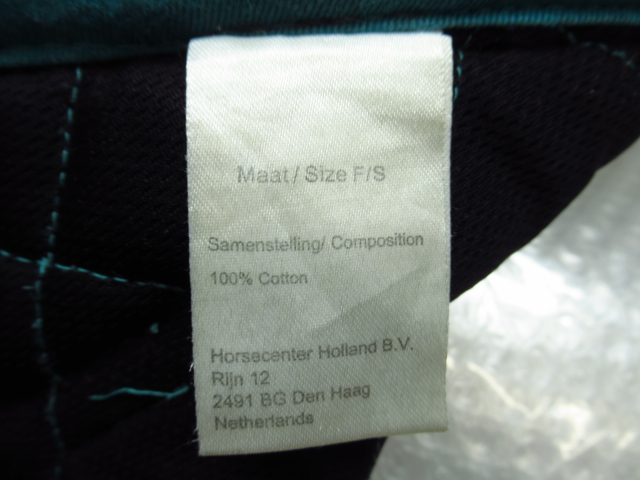 Maat / Size F/S
Samenstelling/ Composition
100% Cotton
Horsecenter Holland B.V.
Rijn 12
2491 BG Den Haag
Netherlands